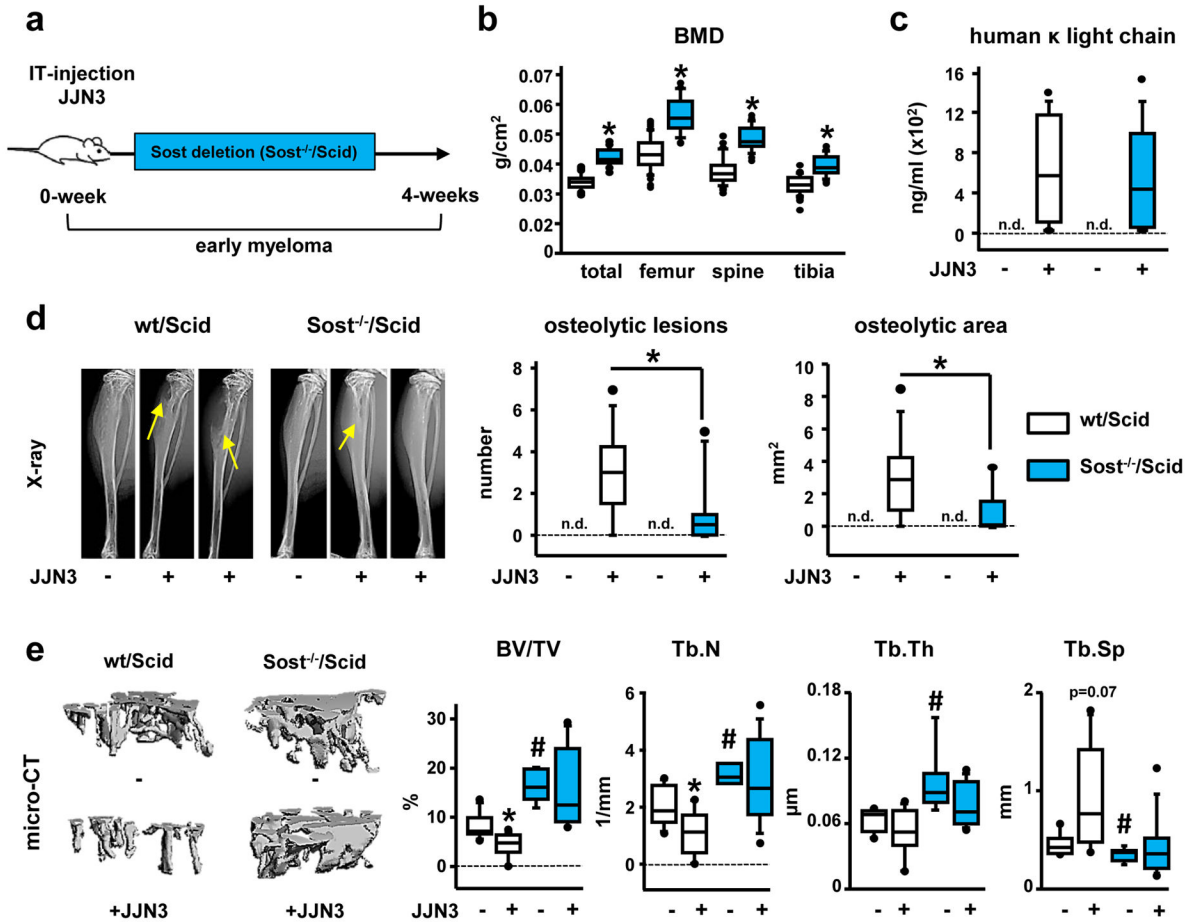 a
IT-injection
JJN3
Sost deletion (Sost-/-/Scid)
0-week
4-weeks
early myeloma
b
BMD
g/cm2
0.07
0.06
0.05
0.04
0.03
0.02
0
*
*
*
*
total femur spine tibia
c
human κ light chain
ng/ml (x10²)
16
12
8
4
0
n.d.
n.d.
JJN3 - + - +
d
wt/Scid
Sost-/-/Scid
X-ray
JJN3 - + + - + +
osteolytic lesions
number
8
6
4
2
0
*
n.d.
n.d.
JJN3 - + - +
osteolytic area
mm²
10
8
6
4
2
0
*
n.d.
n.d.
JJN3 - + - +
wt/Scid
Sost-/-/Scid
e
wt/Scid
Sost-/-/Scid
micro-CT
- -
+JJN3 +JJN3
BV/TV
%
30
20
10
0
*
#
JJN3 - + - +
Tb.N
1/mm
6
4
2
0
*
#
- + - +
Tb.Th
µm
0.18
0.12
0.06
0
#
- + - +
Tb.Sp
mm
2
1
0
p=0.07
#
- + - +